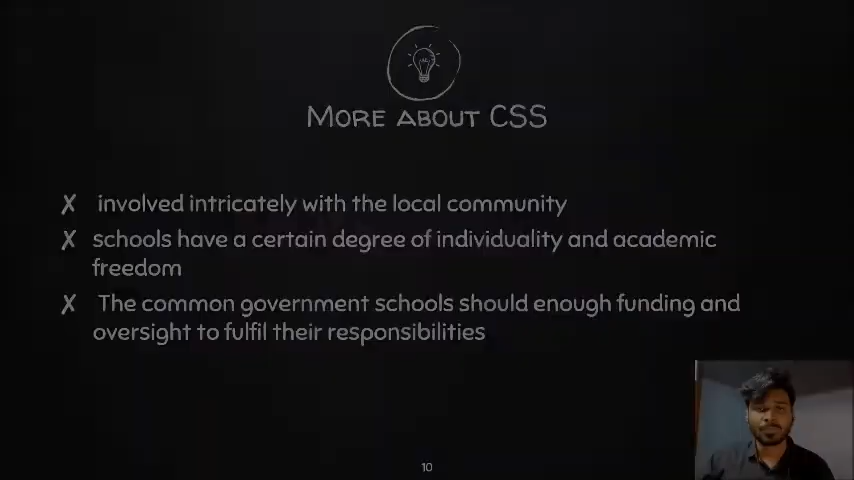 MORE ABOUT CSS
✗ involved intricately with the local community
✗ schools have a certain degree of individuality and academic
freedom
✗ The common government schools should enough funding and
oversight to fulfil their responsibilities
10